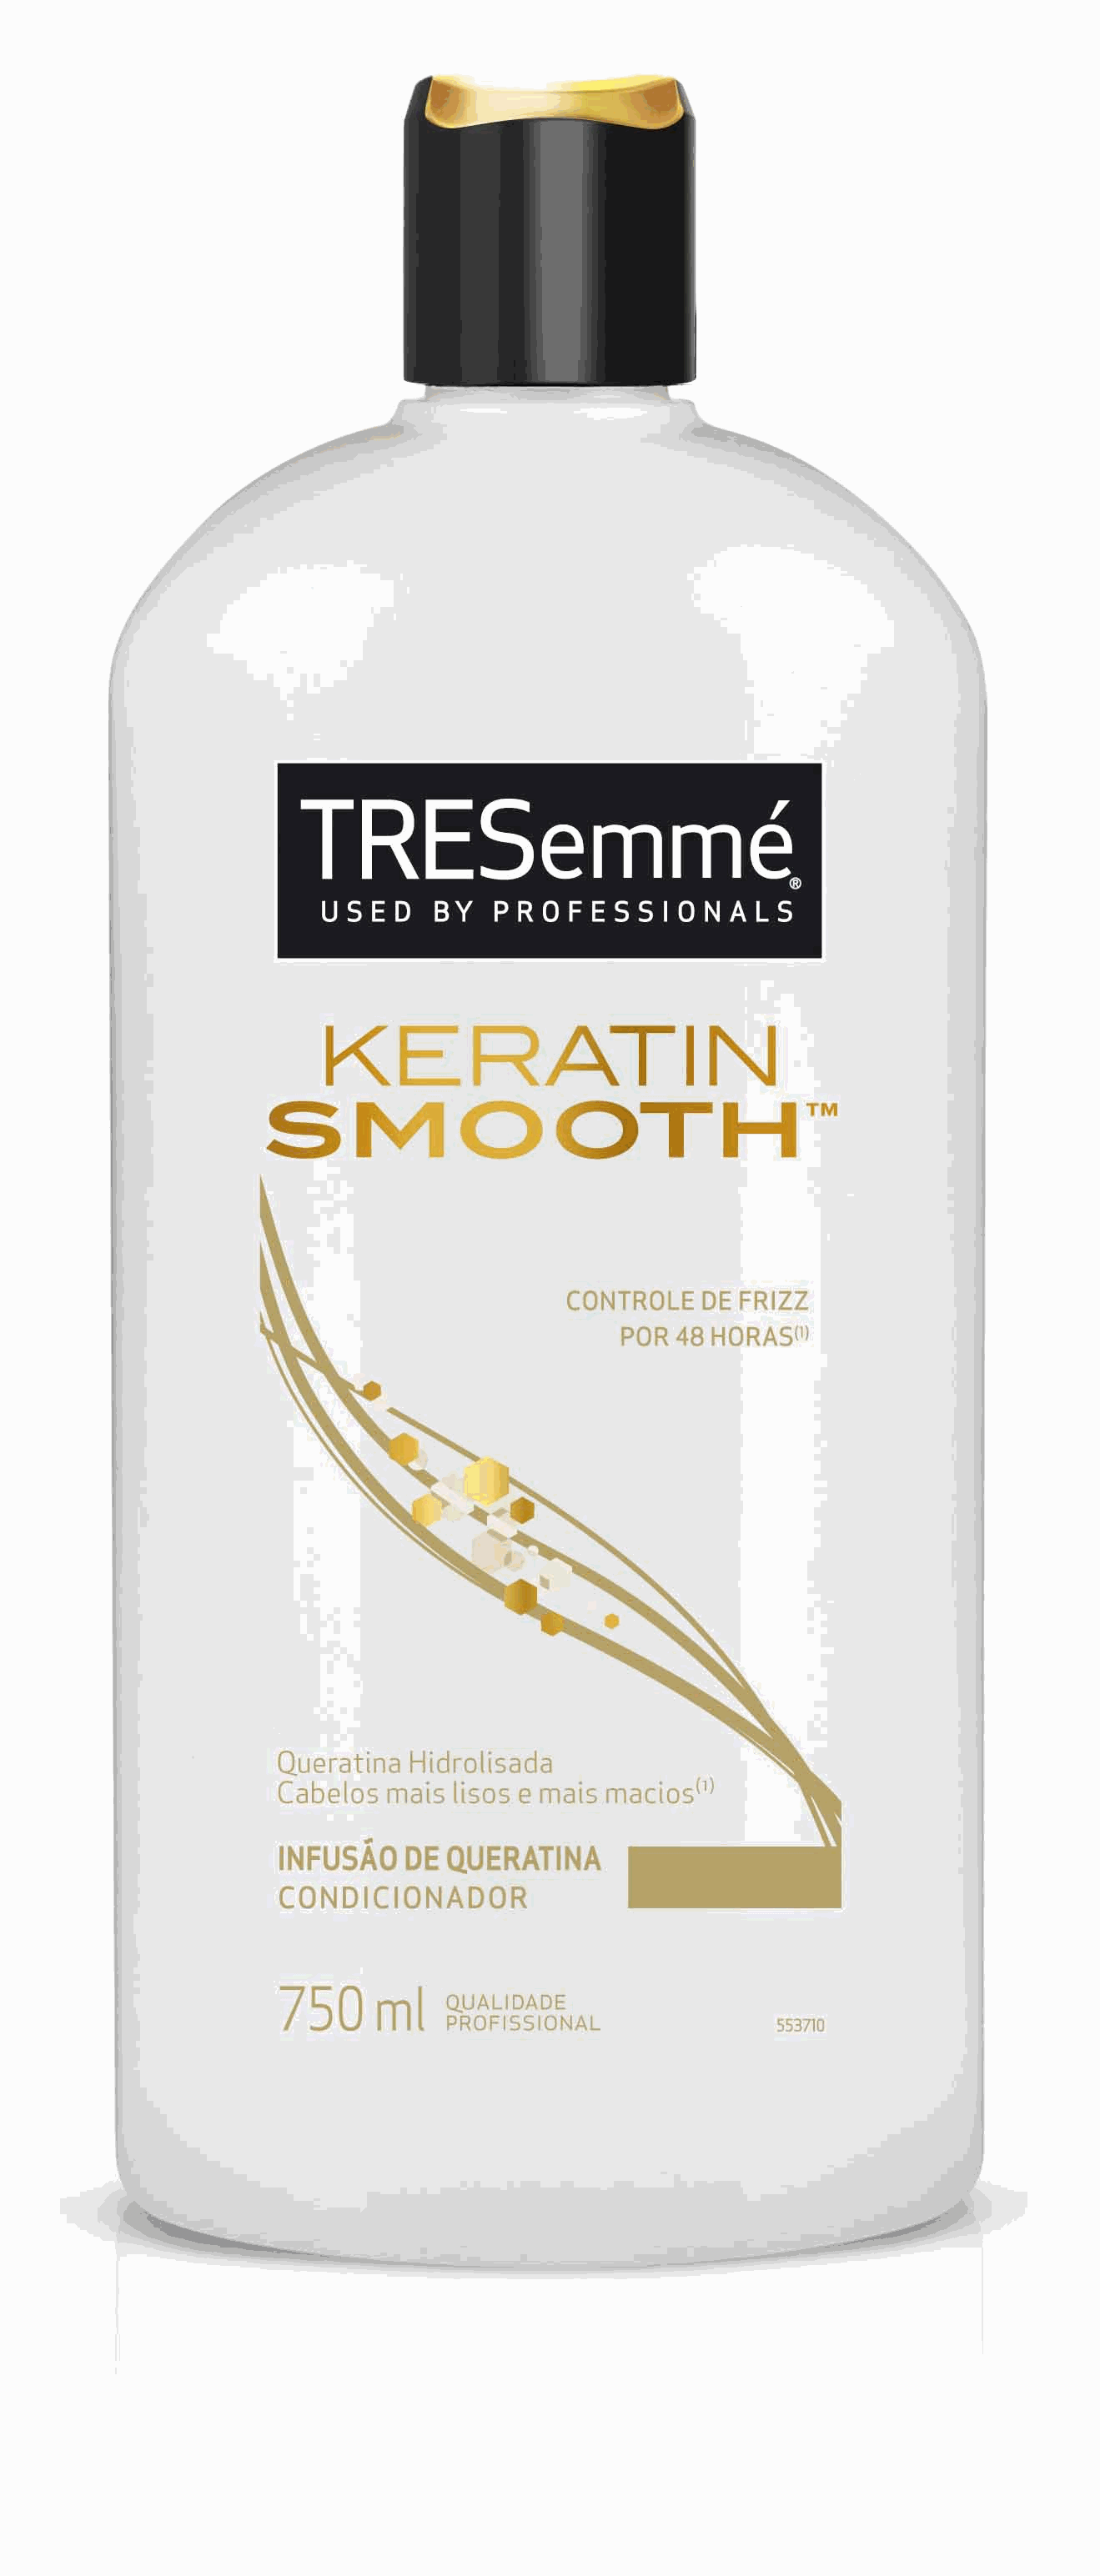 TRESemmé®
USED BY PROFESSIONALS
KERATIN
SMOOTH™
CONTROLE DE FRIZZ
POR 48 HORAS(1)
Queratina Hidrolisada
Cabelos mais lisos e mais macios(1)
INFUSÃO DE QUERATINA
CONDICIONADOR
750 ml
QUALIDADE
PROFISSIONAL
553710